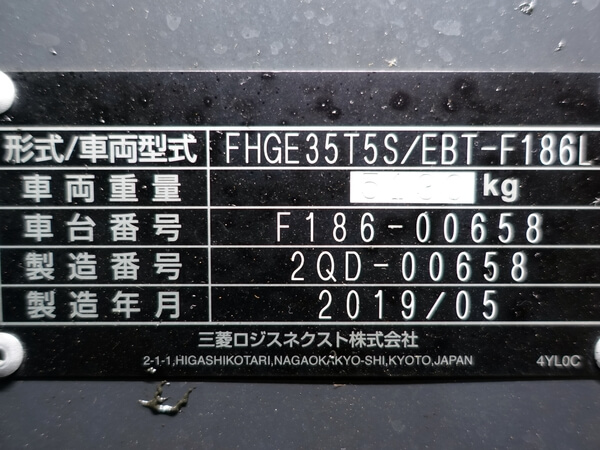 形式/車両型式 FHGE35T5S/EBT-F186L
車両重量 kg
車台番号 F186-00658
製造番号 2QD-00658
製造年月 2019/05
三菱ロジスネクスト株式会社
2-1-1,HIGASHIKOTARI,NAGAOKAKYO-SHI,KYOTO,JAPAN 4YL0C